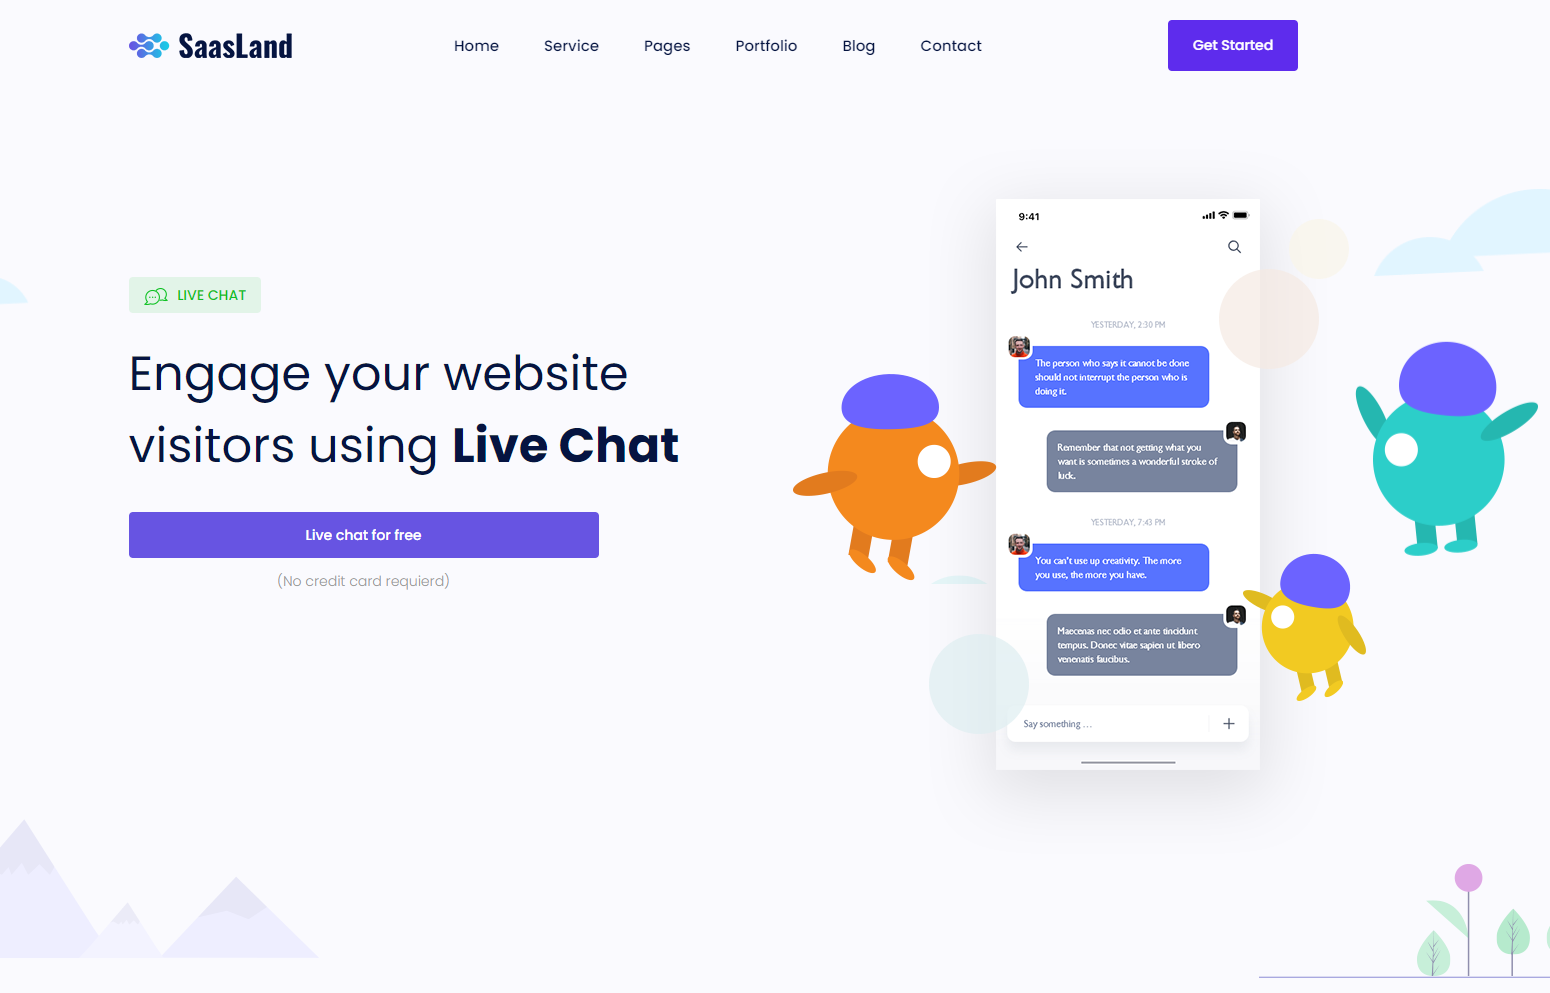 SaasLand
Home Service Pages Portfolio Blog Contact
Get Started
LIVE CHAT
Engage your website
visitors using Live Chat
Live chat for free
(No credit card requierd)
9:41
John Smith
YESTERDAY, 2:30 PM
The person who says it cannot be done
should not interrupt the person who is
doing it.
Remember that not getting what you
want is sometimes a wonderful stroke of
luck.
YESTERDAY, 7:43 PM
You can't use up creativity. The more
you use, the more you have.
Maecenas nec odio et ante tincidunt
tempus. Donec vitae sapien ut libero
venenatis faucibus.
Say something ...